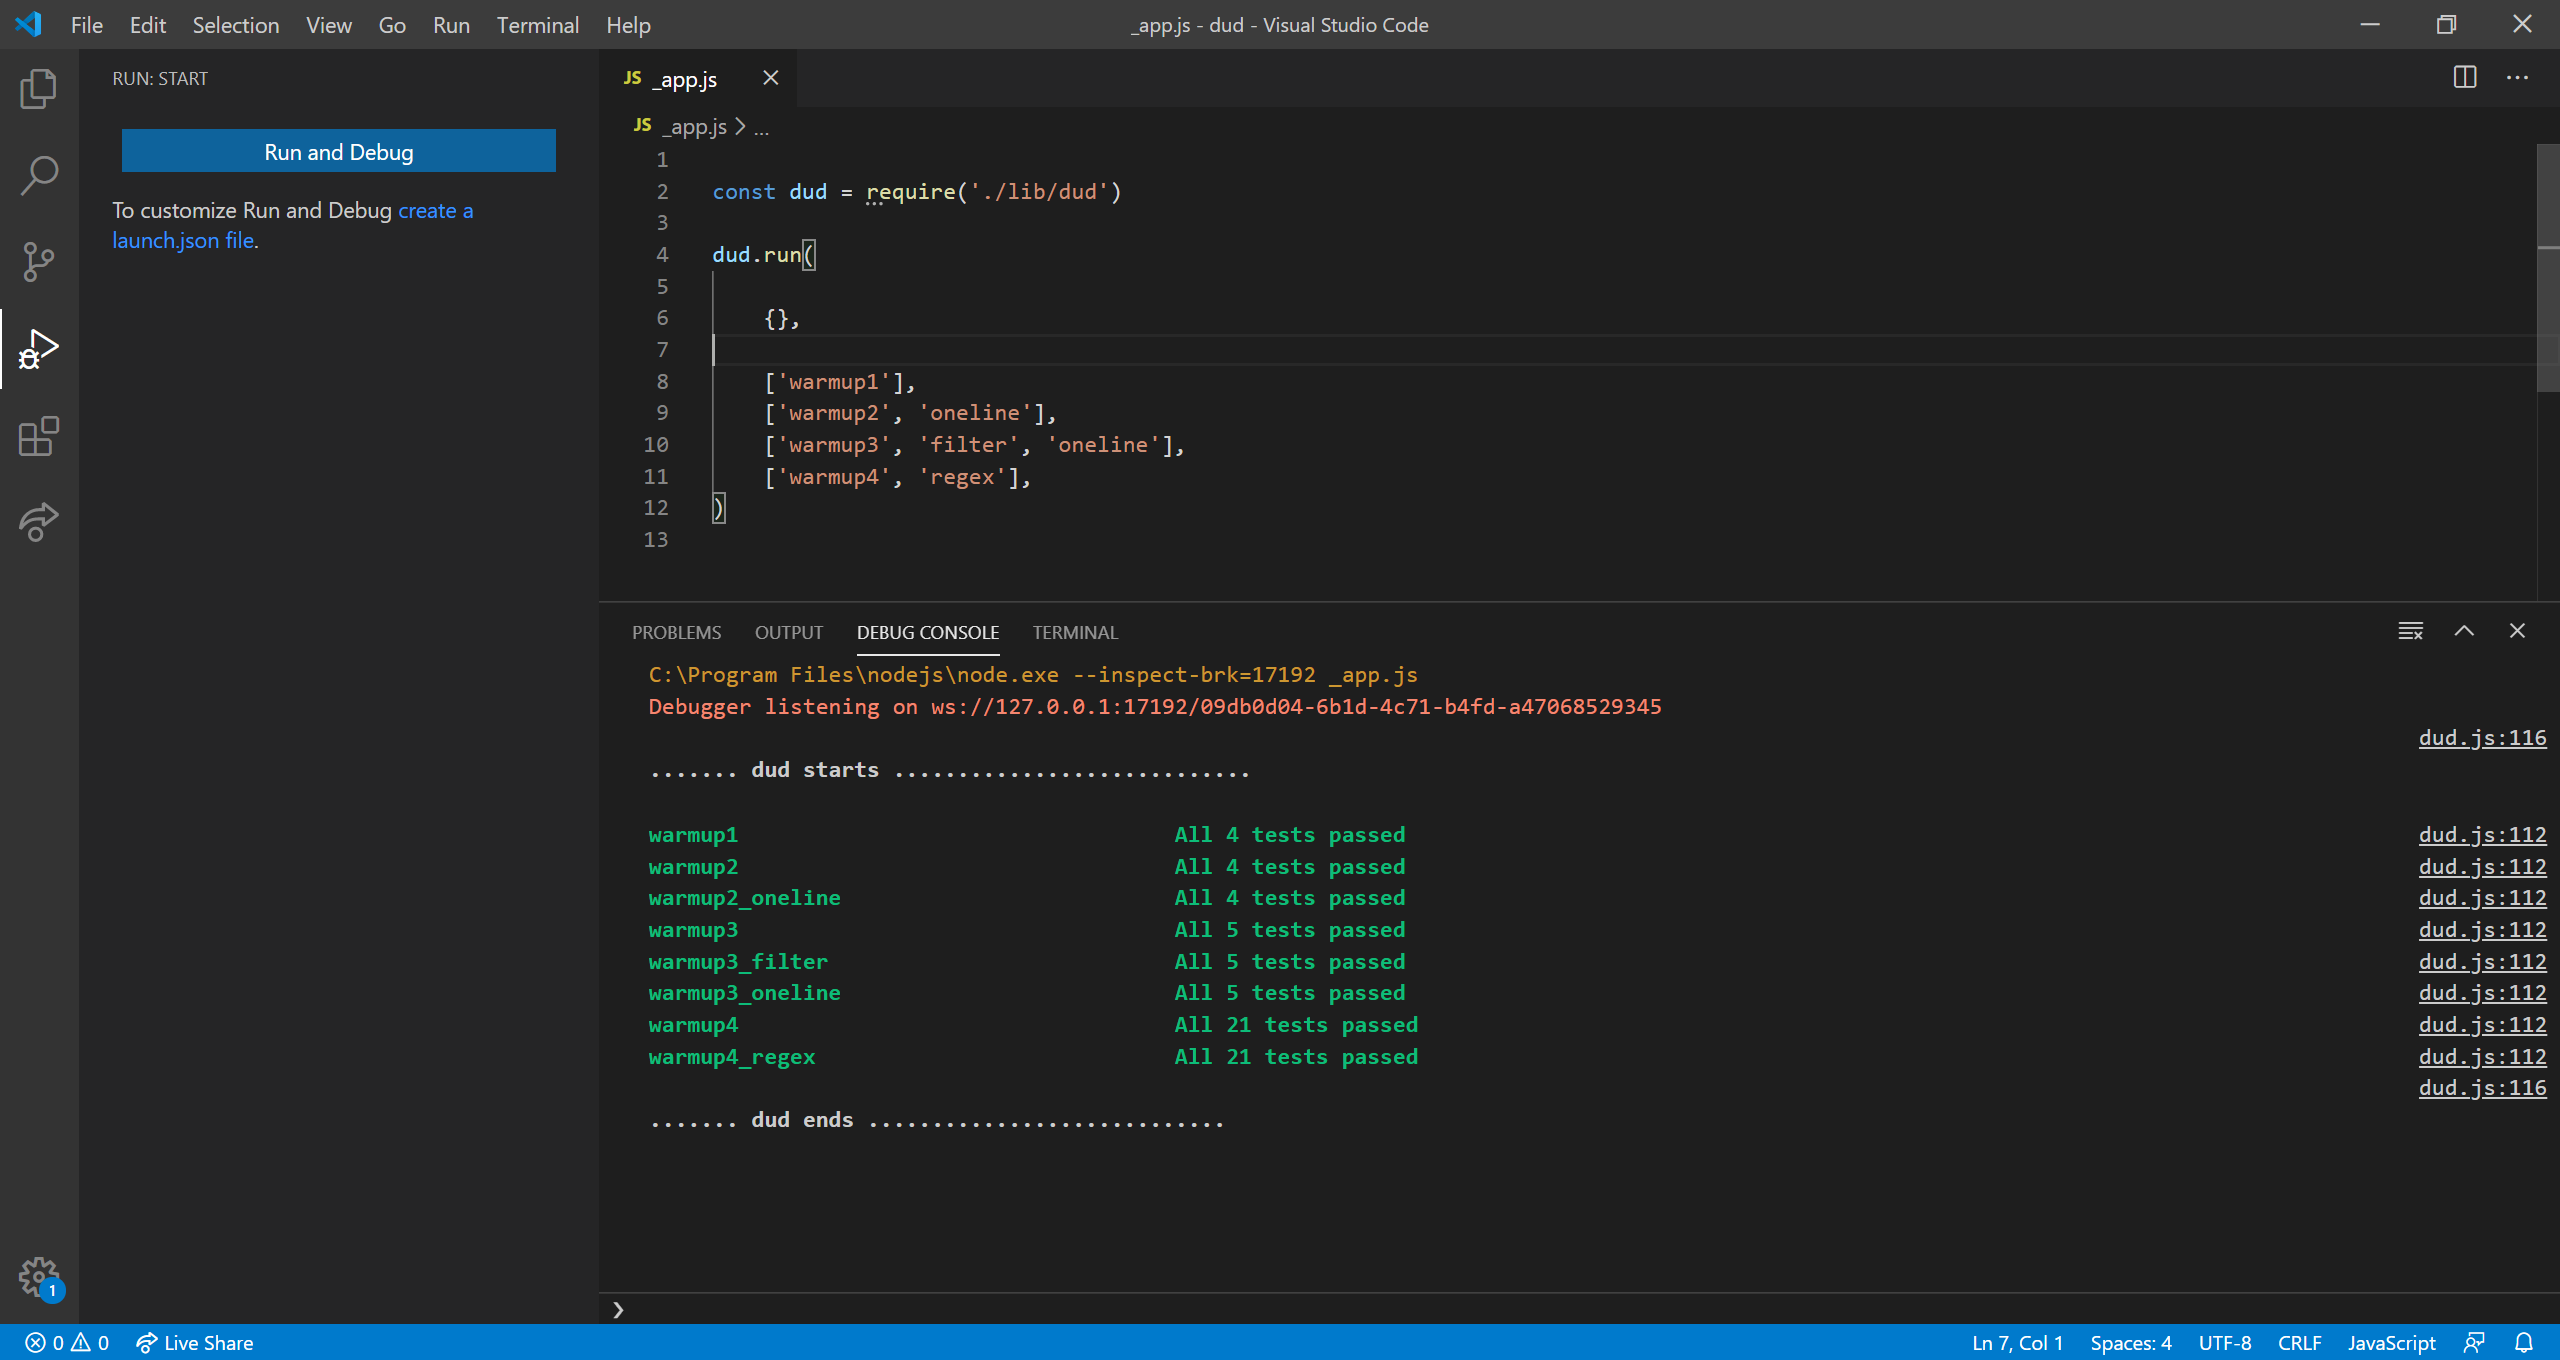 File Edit Selection View Go Run Terminal Help
_app.js - dud - Visual Studio Code
RUN: START
Run and Debug
To customize Run and Debug create a
launch.json file.
JS _app.js
JS _app.js > ...
1
2 const dud = require('./lib/dud')
3
4 dud.run(
5
6 {},
7
8 ['warmup1'],
9 ['warmup2', 'oneline'],
10 ['warmup3', 'filter', 'oneline'],
11 ['warmup4', 'regex'],
12 )
13
PROBLEMS OUTPUT DEBUG CONSOLE TERMINAL
C:\Program Files\nodejs\node.exe --inspect-brk=17192 _app.js
Debugger listening on ws://127.0.0.1:17192/09db0d04-6b1d-4c71-b4fd-a47068529345
dud.js:116
....... dud starts ............................
warmup1 All 4 tests passed dud.js:112
warmup2 All 4 tests passed dud.js:112
warmup2_oneline All 4 tests passed dud.js:112
warmup3 All 5 tests passed dud.js:112
warmup3_filter All 5 tests passed dud.js:112
warmup3_oneline All 5 tests passed dud.js:112
warmup4 All 21 tests passed dud.js:112
warmup4_regex All 21 tests passed dud.js:112
dud.js:116
....... dud ends ............................
1
0 0 Live Share Ln 7, Col 1 Spaces: 4 UTF-8 CRLF JavaScript